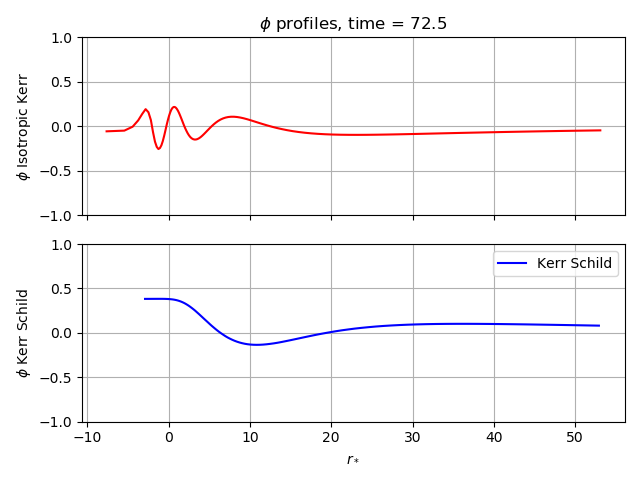 ϕ profiles, time = 72.5
1.0
0.5
0.0
−0.5
−1.0
ϕ Isotropic Kerr
1.0
0.5
0.0
−0.5
−1.0
ϕ Kerr Schild
Kerr Schild
−10 0 10 20 30 40 50
r*